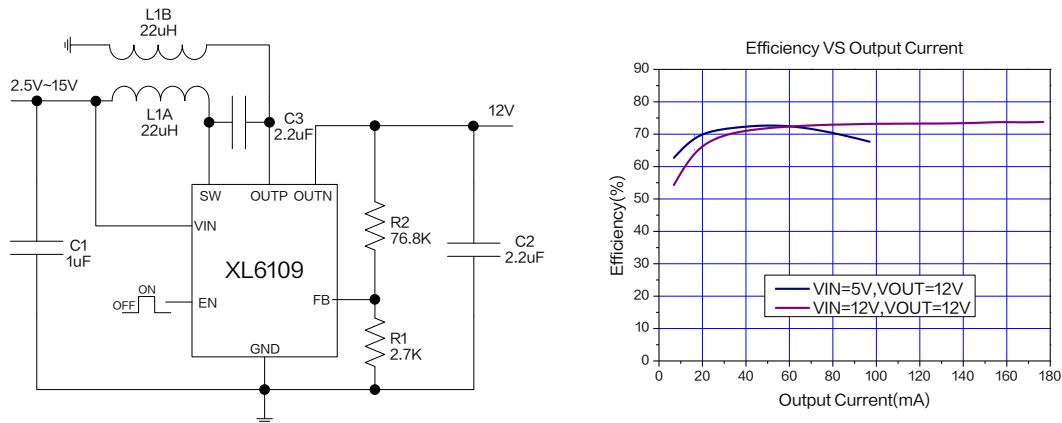 L1B
22uH
2.5V~15V
L1A
22uH
C3
2.2uF
12V
SW
OUTP
OUTN
VIN
R2
76.8K
C1
1uF
C2
2.2uF
XL6109
ON
OFF
EN
FB
R1
2.7K
GND
Efficiency VS Output Current
Efficiency(%)
90
80
70
60
50
40
30
20
10
0
VIN=5V,VOUT=12V
VIN=12V,VOUT=12V
0 20 40 60 80 100 120 140 160 180
Output Current(mA)